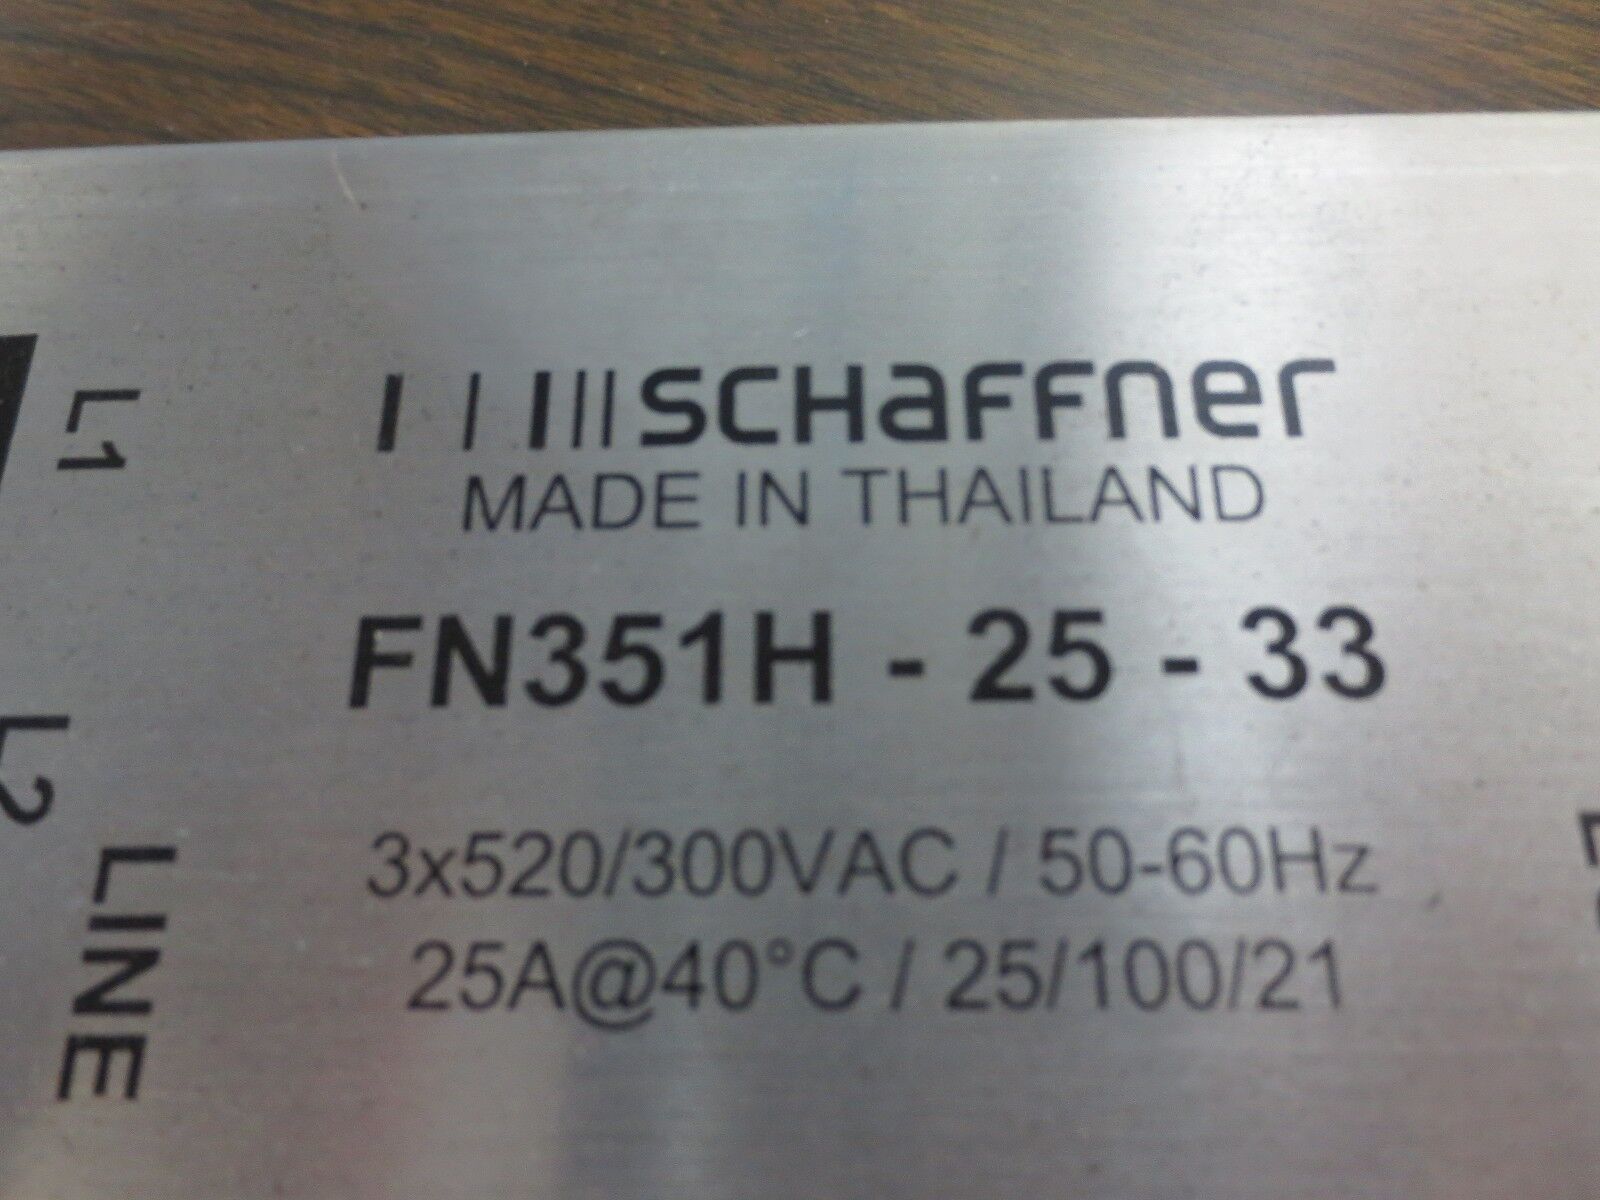 SCHaffner
MADE IN THAILAND
FN351H - 25 - 33
3x520/300VAC / 50-60Hz
25A@40°C / 25/100/21
L1
L2
LINE